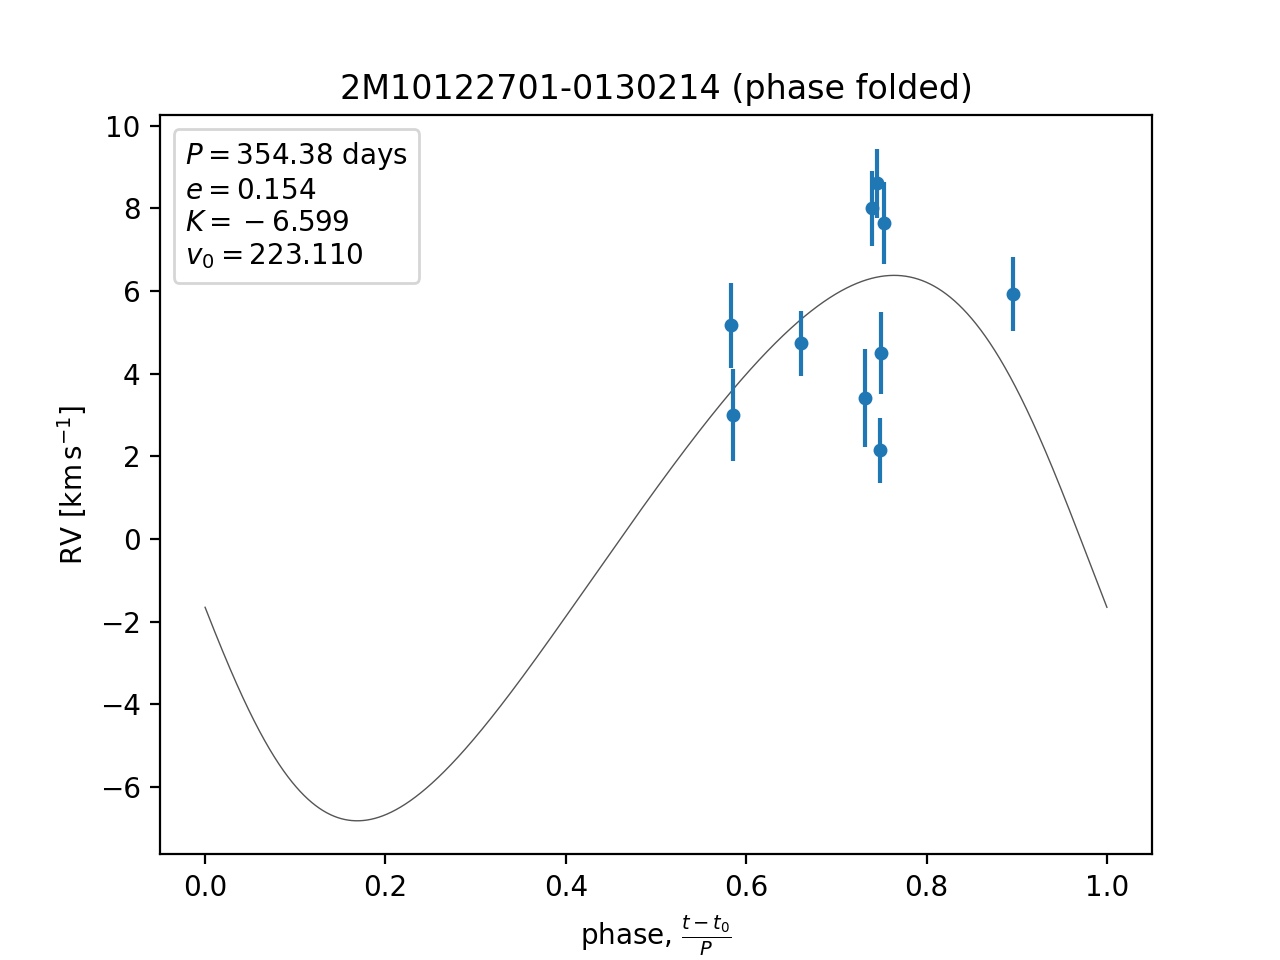 2M10122701-0130214 (phase folded)
P = 354.38 days
e = 0.154
K = −6.599
v₀ = 223.110
RV [km s⁻¹]
10
8
6
4
2
0
−2
−4
−6
0.0 0.2 0.4 0.6 0.8 1.0
phase, (t − t₀)/P